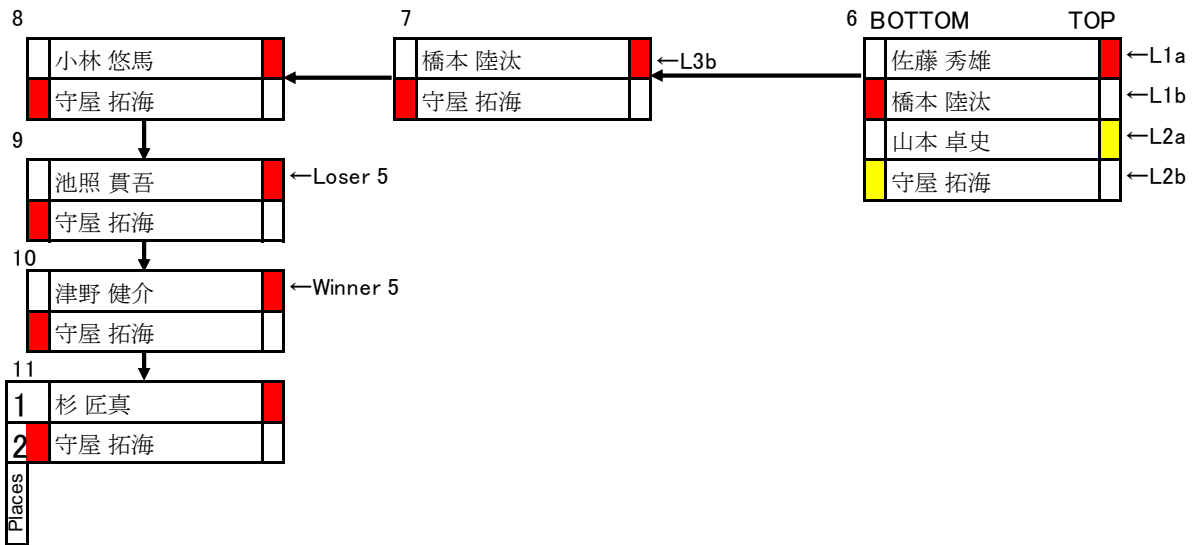 8
小林 悠馬
守屋 拓海
7
橋本 陸汰
守屋 拓海
←L3b
6 BOTTOM TOP
佐藤 秀雄 ←L1a
橋本 陸汰 ←L1b
山本 卓史 ←L2a
守屋 拓海 ←L2b
9
池照 貫吾 ←Loser 5
守屋 拓海
10
津野 健介 ←Winner 5
守屋 拓海
11
1 杉 匠真
2 守屋 拓海
Places